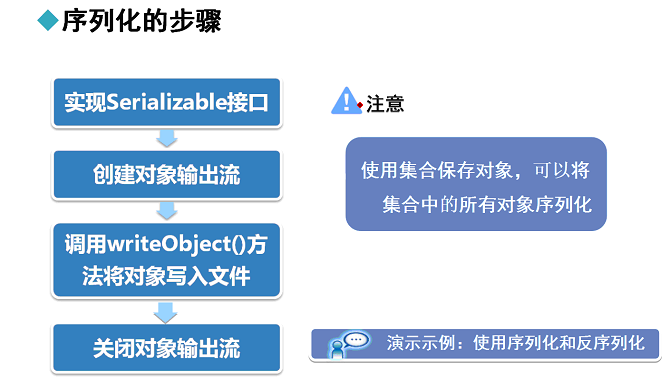 序列化的步骤
实现Serializable接口
创建对象输出流
调用writeObject()方
法将对象写入文件
关闭对象输出流
注意
使用集合保存对象，可以将
集合中的所有对象序列化
演示示例：使用序列化和反序列化